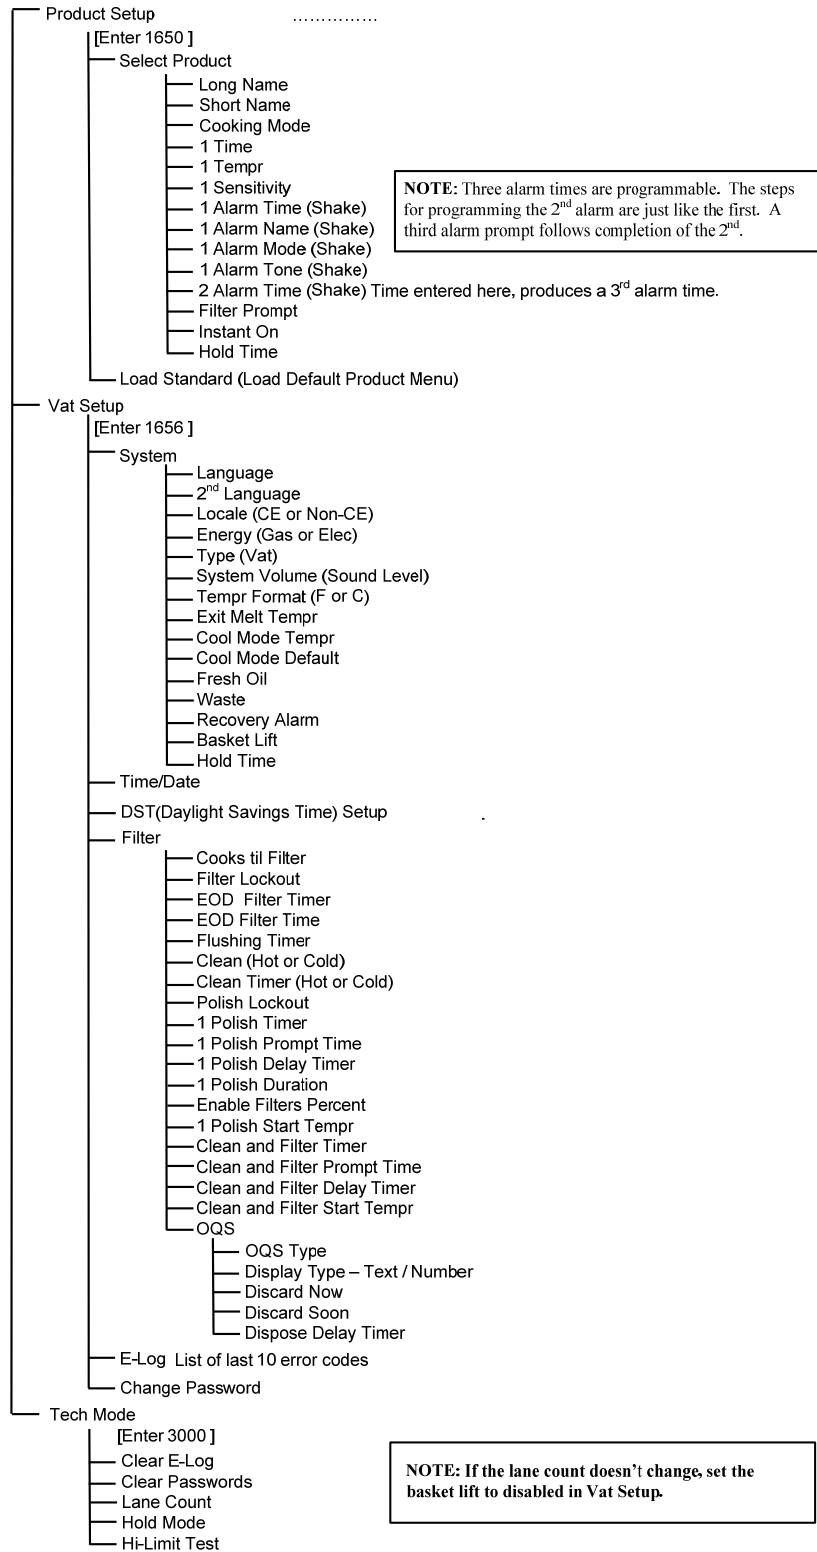 Product Setup ……………
[Enter 1650 ]
Select Product
Long Name
Short Name
Cooking Mode
1 Time
1 Tempr
1 Sensitivity
1 Alarm Time (Shake)
1 Alarm Name (Shake)
1 Alarm Mode (Shake)
1 Alarm Tone (Shake)
2 Alarm Time (Shake) Time entered here, produces a 3rd alarm time.
Filter Prompt
Instant On
Hold Time
NOTE: Three alarm times are programmable. The steps
for programming the 2nd alarm are just like the first. A
third alarm prompt follows completion of the 2nd.
Load Standard (Load Default Product Menu)
Vat Setup
[Enter 1656 ]
System
Language
2nd Language
Locale (CE or Non-CE)
Energy (Gas or Elec)
Type (Vat)
System Volume (Sound Level)
Tempr Format (F or C)
Exit Melt Tempr
Cool Mode Tempr
Cool Mode Default
Fresh Oil
Waste
Recovery Alarm
Basket Lift
Hold Time
Time/Date
DST(Daylight Savings Time) Setup .
Filter
Cooks til Filter
Filter Lockout
EOD Filter Timer
EOD Filter Time
Flushing Timer
Clean (Hot or Cold)
Clean Timer (Hot or Cold)
Polish Lockout
1 Polish Timer
1 Polish Prompt Time
1 Polish Delay Timer
1 Polish Duration
Enable Filters Percent
1 Polish Start Tempr
Clean and Filter Timer
Clean and Filter Prompt Time
Clean and Filter Delay Timer
Clean and Filter Start Tempr
OQS
OQS Type
Display Type – Text / Number
Discard Now
Discard Soon
Dispose Delay Timer
E-Log List of last 10 error codes
Change Password
Tech Mode
[Enter 3000 ]
Clear E-Log
Clear Passwords
Lane Count
Hold Mode
Hi-Limit Test
NOTE: If the lane count doesn't change, set the
basket lift to disabled in Vat Setup.